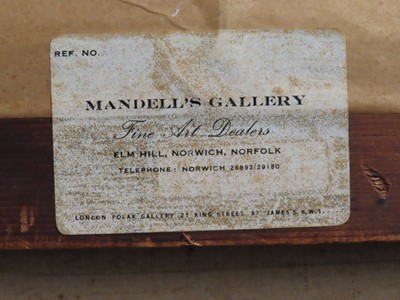 REF. NO.
MANDELL'S GALLERY
Fine Art Dealers
ELM HILL, NORWICH, NORFOLK
TELEPHONE: NORWICH 26892/29180
LONDON POLAK GALLERY 21 KING STREET, ST. JAMES'S S.W.1.